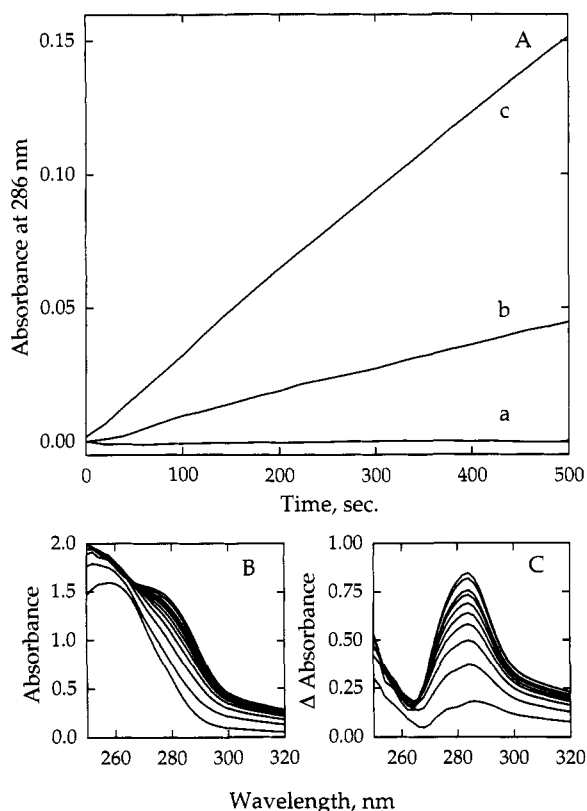 A
c
b
a
0.15
0.10
0.05
0.00
Absorbance at 286 nm
0 100 200 300 400 500
Time, sec.
B
2.0
1.5
1.0
0.5
0.0
Absorbance
260 280 300 320
C
1.00
0.75
0.50
0.25
0.00
Δ Absorbance
260 280 300 320
Wavelength, nm